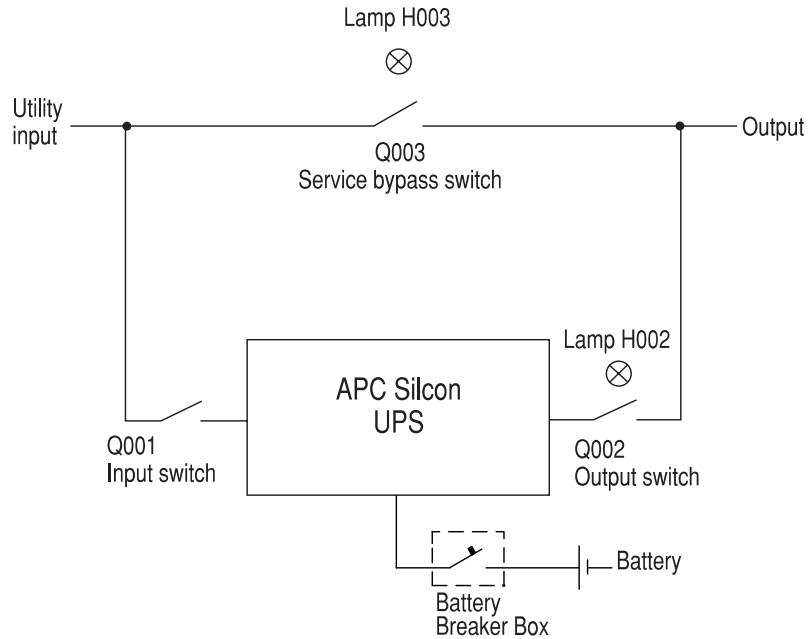 Lamp H003
Utility
input
Output
Q003
Service bypass switch
Lamp H002
APC Silcon
UPS
Q001
Input switch
Q002
Output switch
Battery
Battery
Breaker Box